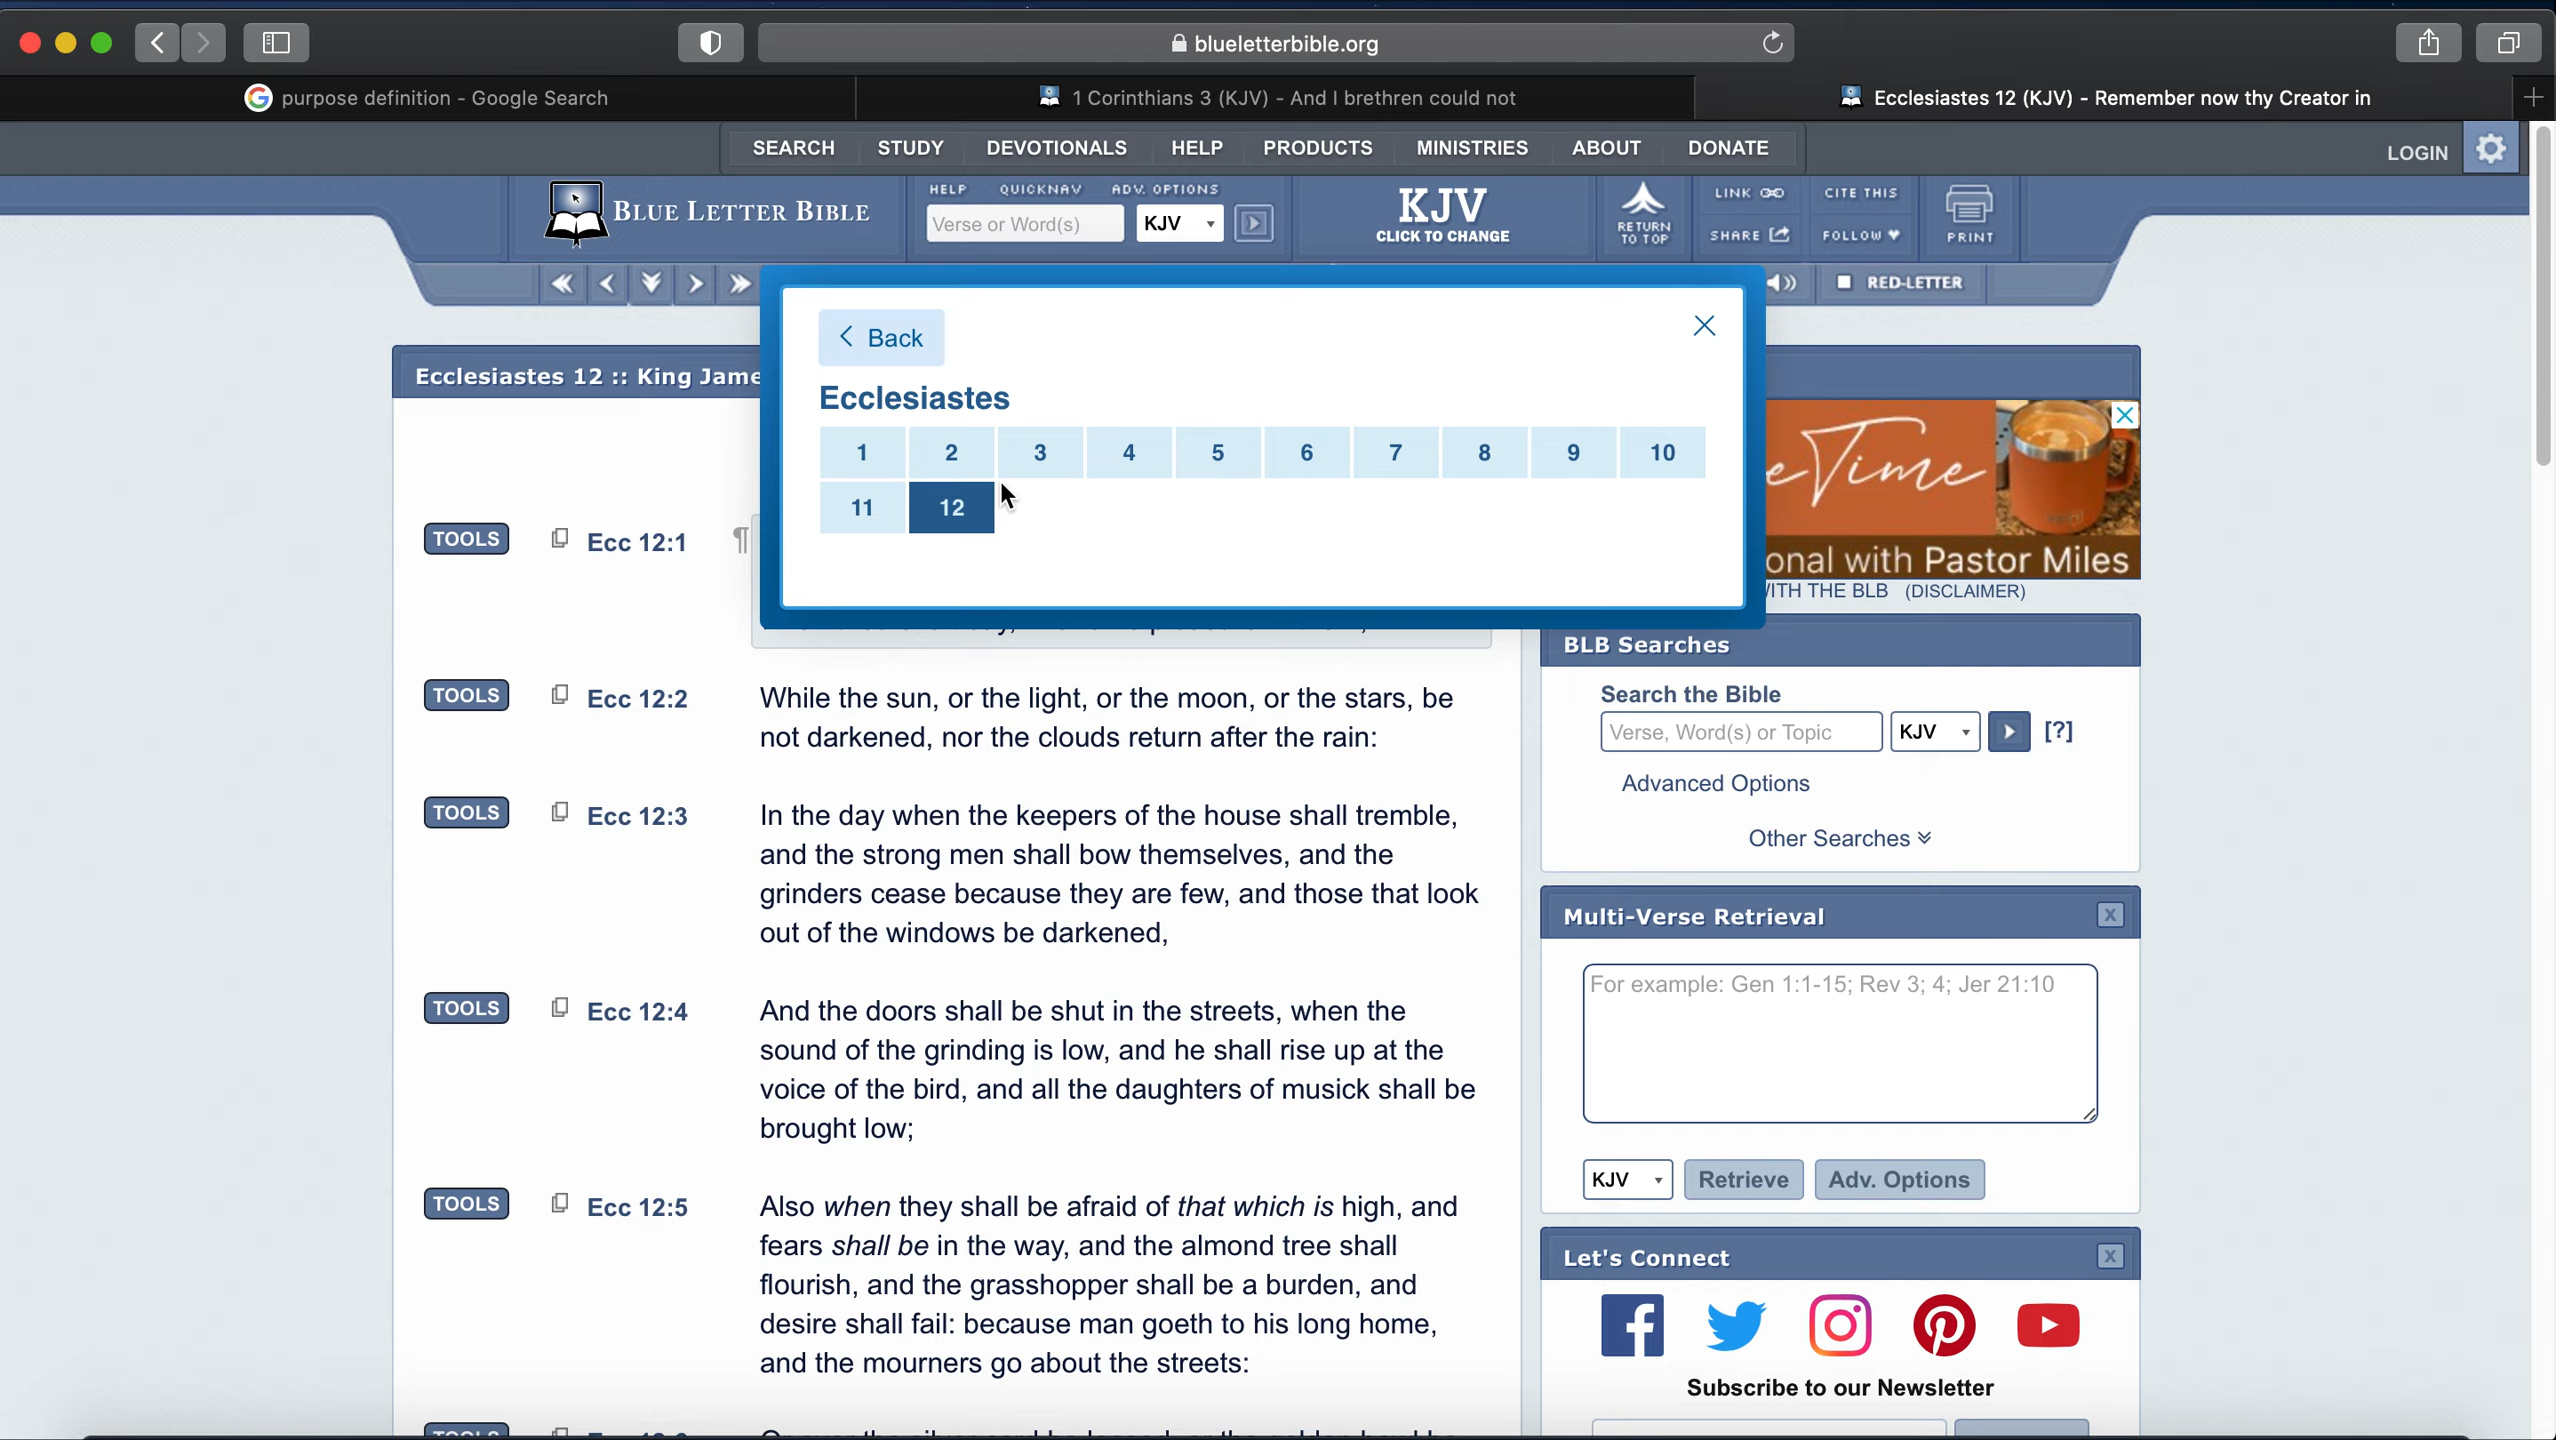 blueletterbible.org
purpose definition - Google Search
1 Corinthians 3 (KJV) - And I brethren could not
Ecclesiastes 12 (KJV) - Remember now thy Creator in
SEARCH STUDY DEVOTIONALS HELP PRODUCTS MINISTRIES ABOUT DONATE
LOGIN
BLUE LETTER BIBLE
HELP QUICKNAV ADV. OPTIONS
Verse or Word(s) KJV
KJV
CLICK TO CHANGE
RETURN
TO TOP
LINK CITE THIS
SHARE FOLLOW
PRINT
RED-LETTER
Back
Ecclesiastes
1 2 3 4 5 6 7 8 9 10
11 12
Ecclesiastes 12 :: King Jame
eTime
onal with Pastor Miles
ITH THE BLB (DISCLAIMER)
TOOLS Ecc 12:1 ¶
TOOLS Ecc 12:2 While the sun, or the light, or the moon, or the stars, be
not darkened, nor the clouds return after the rain:
TOOLS Ecc 12:3 In the day when the keepers of the house shall tremble,
and the strong men shall bow themselves, and the
grinders cease because they are few, and those that look
out of the windows be darkened,
TOOLS Ecc 12:4 And the doors shall be shut in the streets, when the
sound of the grinding is low, and he shall rise up at the
voice of the bird, and all the daughters of musick shall be
brought low;
TOOLS Ecc 12:5 Also when they shall be afraid of that which is high, and
fears shall be in the way, and the almond tree shall
flourish, and the grasshopper shall be a burden, and
desire shall fail: because man goeth to his long home,
and the mourners go about the streets:
BLB Searches
Search the Bible
Verse, Word(s) or Topic KJV [?]
Advanced Options
Other Searches
Multi-Verse Retrieval
For example: Gen 1:1-15; Rev 3; 4; Jer 21:10
KJV Retrieve Adv. Options
Let's Connect
Subscribe to our Newsletter